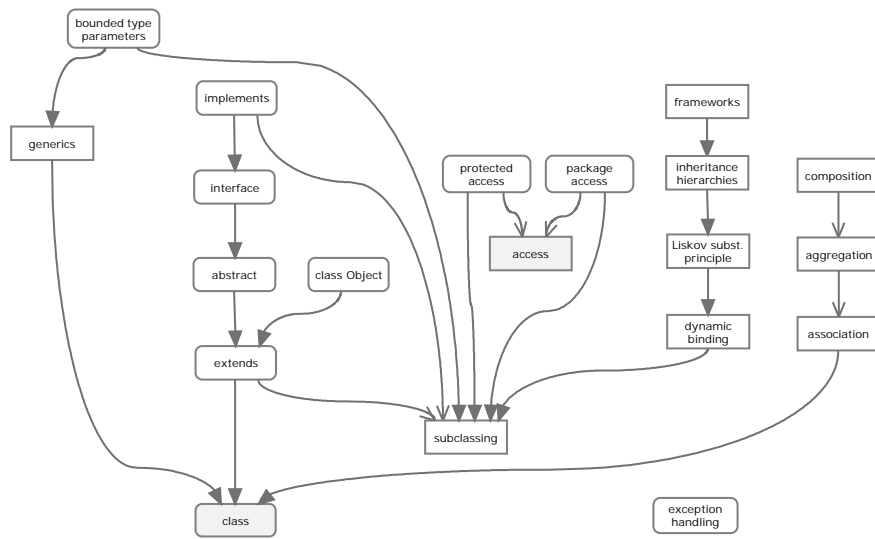 bounded type
parameters
implements
frameworks
generics
protected
access
package
access
inheritance
hierarchies
composition
interface
access
Liskov subst.
principle
aggregation
abstract
class Object
dynamic
binding
association
extends
subclassing
class
exception
handling